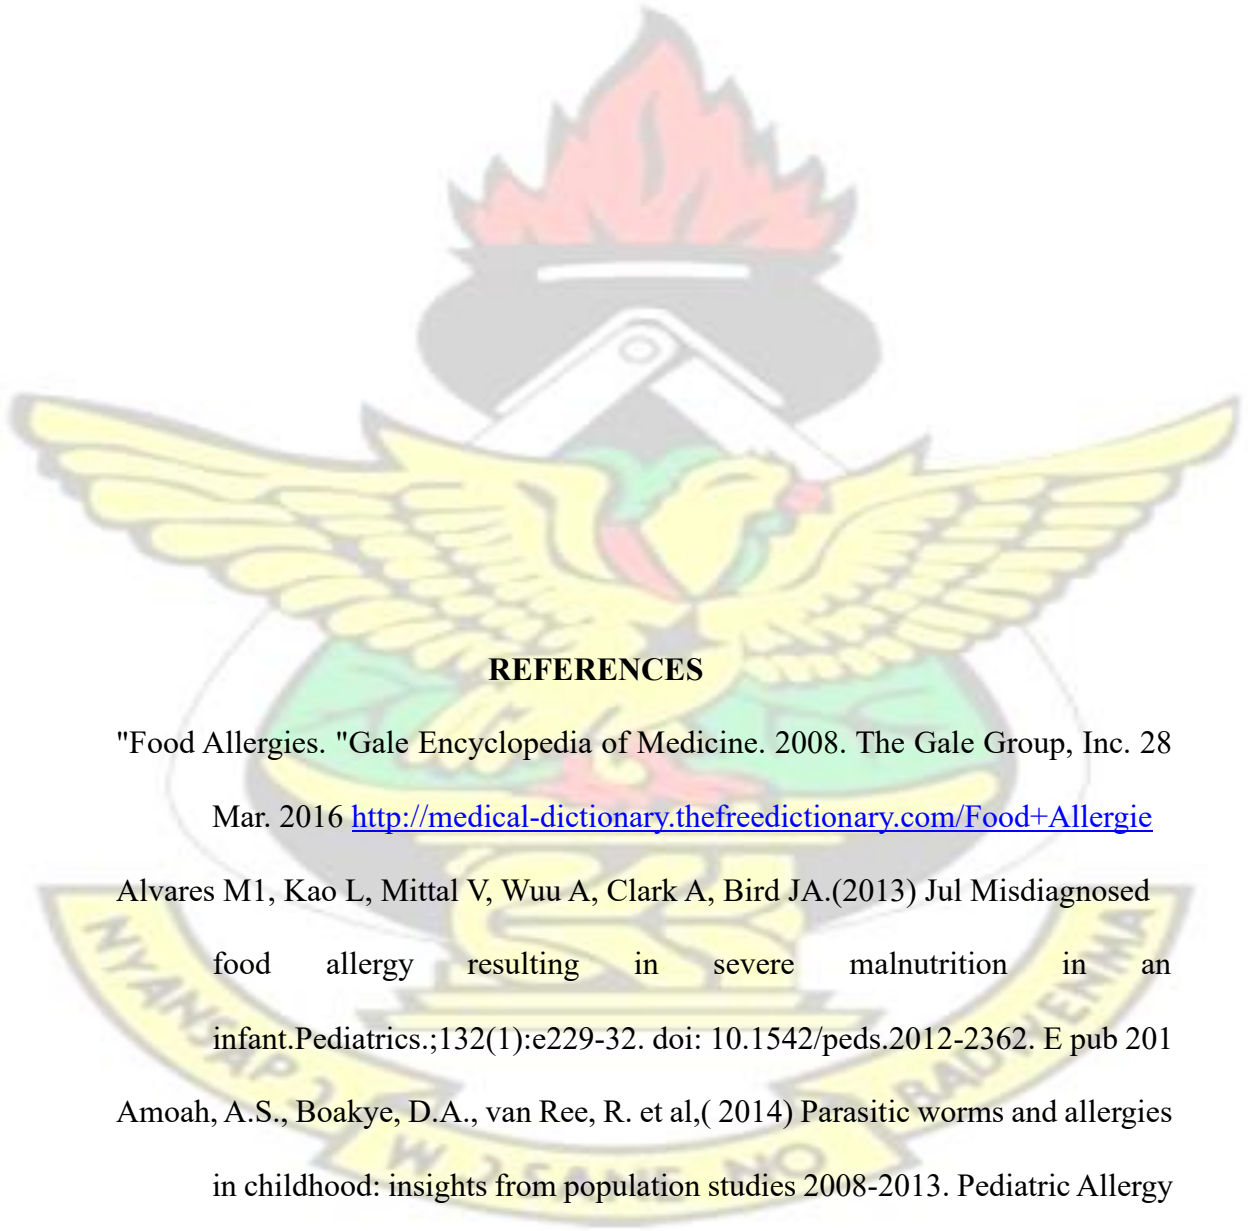 REFERENCES
"Food Allergies. "Gale Encyclopedia of Medicine. 2008. The Gale Group, Inc. 28
Mar. 2016 http://medical-dictionary.thefreedictionary.com/Food+Allergie
Alvares M1, Kao L, Mittal V, Wuu A, Clark A, Bird JA.(2013) Jul Misdiagnosed
food allergy resulting in severe malnutrition in an
infant.Pediatrics.;132(1):e229-32. doi: 10.1542/peds.2012-2362. E pub 201
Amoah, A.S., Boakye, D.A., van Ree, R. et al,( 2014) Parasitic worms and allergies
in childhood: insights from population studies 2008-2013. Pediatric Allergy
NYANSAPƆ WƆSANE NO BADWENMA